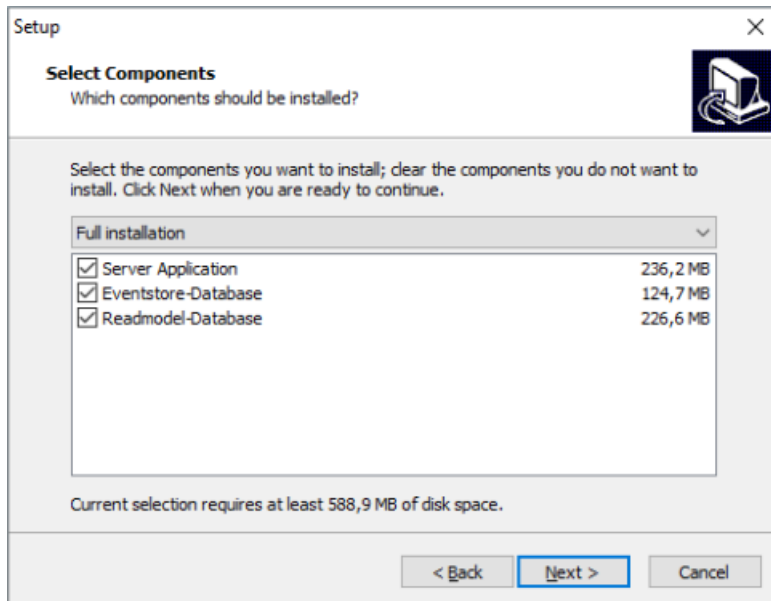 Setup
Select Components
Which components should be installed?
Select the components you want to install; clear the components you do not want to
install. Click Next when you are ready to continue.
Full installation
Server Application 236,2 MB
Eventstore-Database 124,7 MB
Readmodel-Database 226,6 MB
Current selection requires at least 588,9 MB of disk space.
< Back Next > Cancel